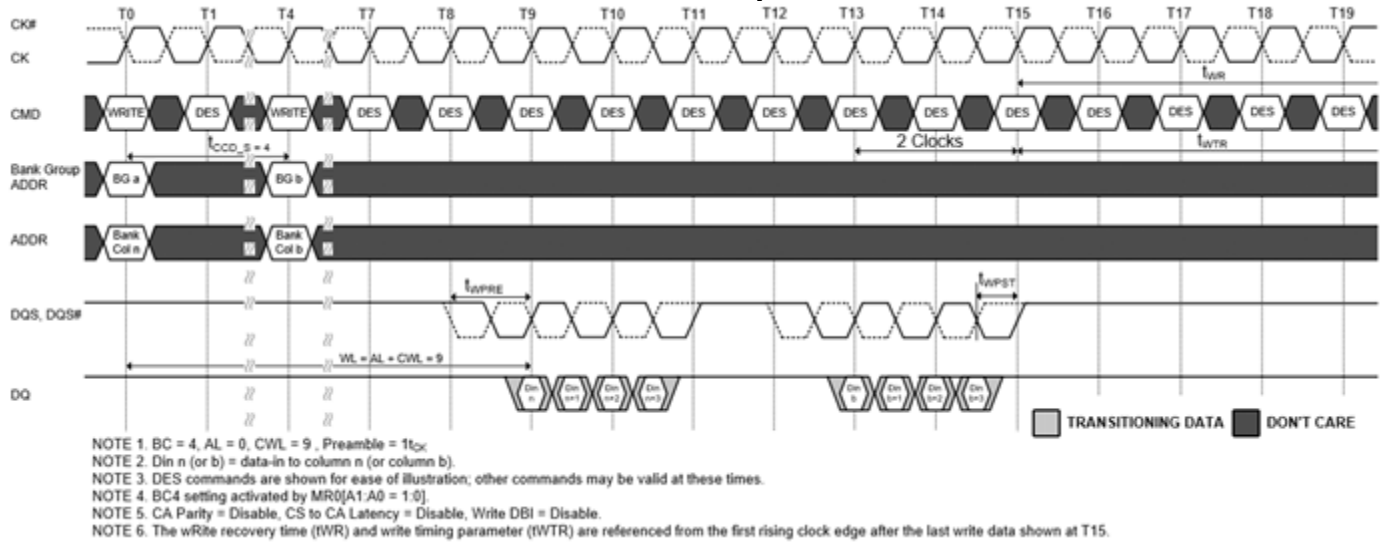 T0 T1 T4 T7 T8 T9 T10 T11 T12 T13 T14 T15 T16 T17 T18 T19
CK#
CK
tWR
CMD WRITE DES WRITE DES DES DES DES DES DES DES DES DES DES DES DES DES
tCCD_S = 4 2 Clocks tWTR
Bank Group
ADDR
BG a BG b
ADDR
Bank
Col n
Bank
Col b
tWPRE tWPST
DQS, DQS#
WL = AL + CWL = 9
DQ
Din
n
Din
n+1
Din
n+2
Din
n+3
Din
b
Din
b+1
Din
b+2
Din
b+3
TRANSITIONING DATA DON'T CARE
NOTE 1. BC = 4, AL = 0, CWL = 9 , Preamble = 1tCK
NOTE 2. Din n (or b) = data-in to column n (or column b).
NOTE 3. DES commands are shown for ease of illustration; other commands may be valid at these times.
NOTE 4. BC4 setting activated by MR0[A1:A0 = 1:0].
NOTE 5. CA Parity = Disable, CS to CA Latency = Disable, Write DBI = Disable.
NOTE 6. The wRite recovery time (tWR) and write timing parameter (tWTR) are referenced from the first rising clock edge after the last write data shown at T15.